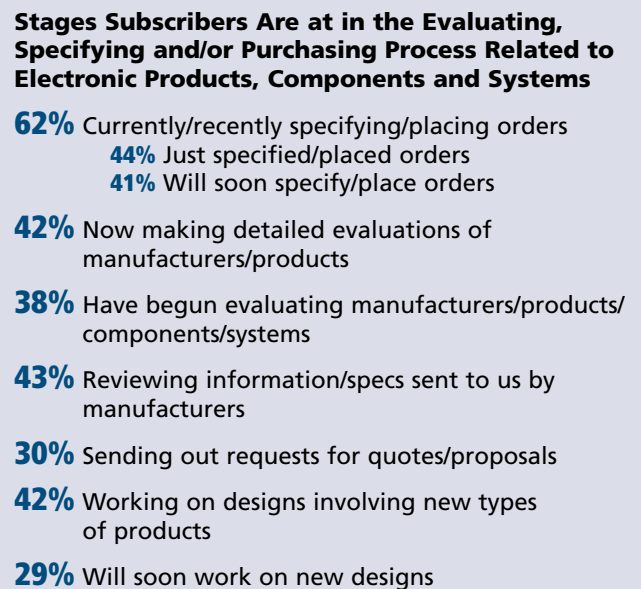 Stages Subscribers Are at in the Evaluating,
Specifying and/or Purchasing Process Related to
Electronic Products, Components and Systems
62% Currently/recently specifying/placing orders
44% Just specified/placed orders
41% Will soon specify/place orders
42% Now making detailed evaluations of
manufacturers/products
38% Have begun evaluating manufacturers/products/
components/systems
43% Reviewing information/specs sent to us by
manufacturers
30% Sending out requests for quotes/proposals
42% Working on designs involving new types
of products
29% Will soon work on new designs